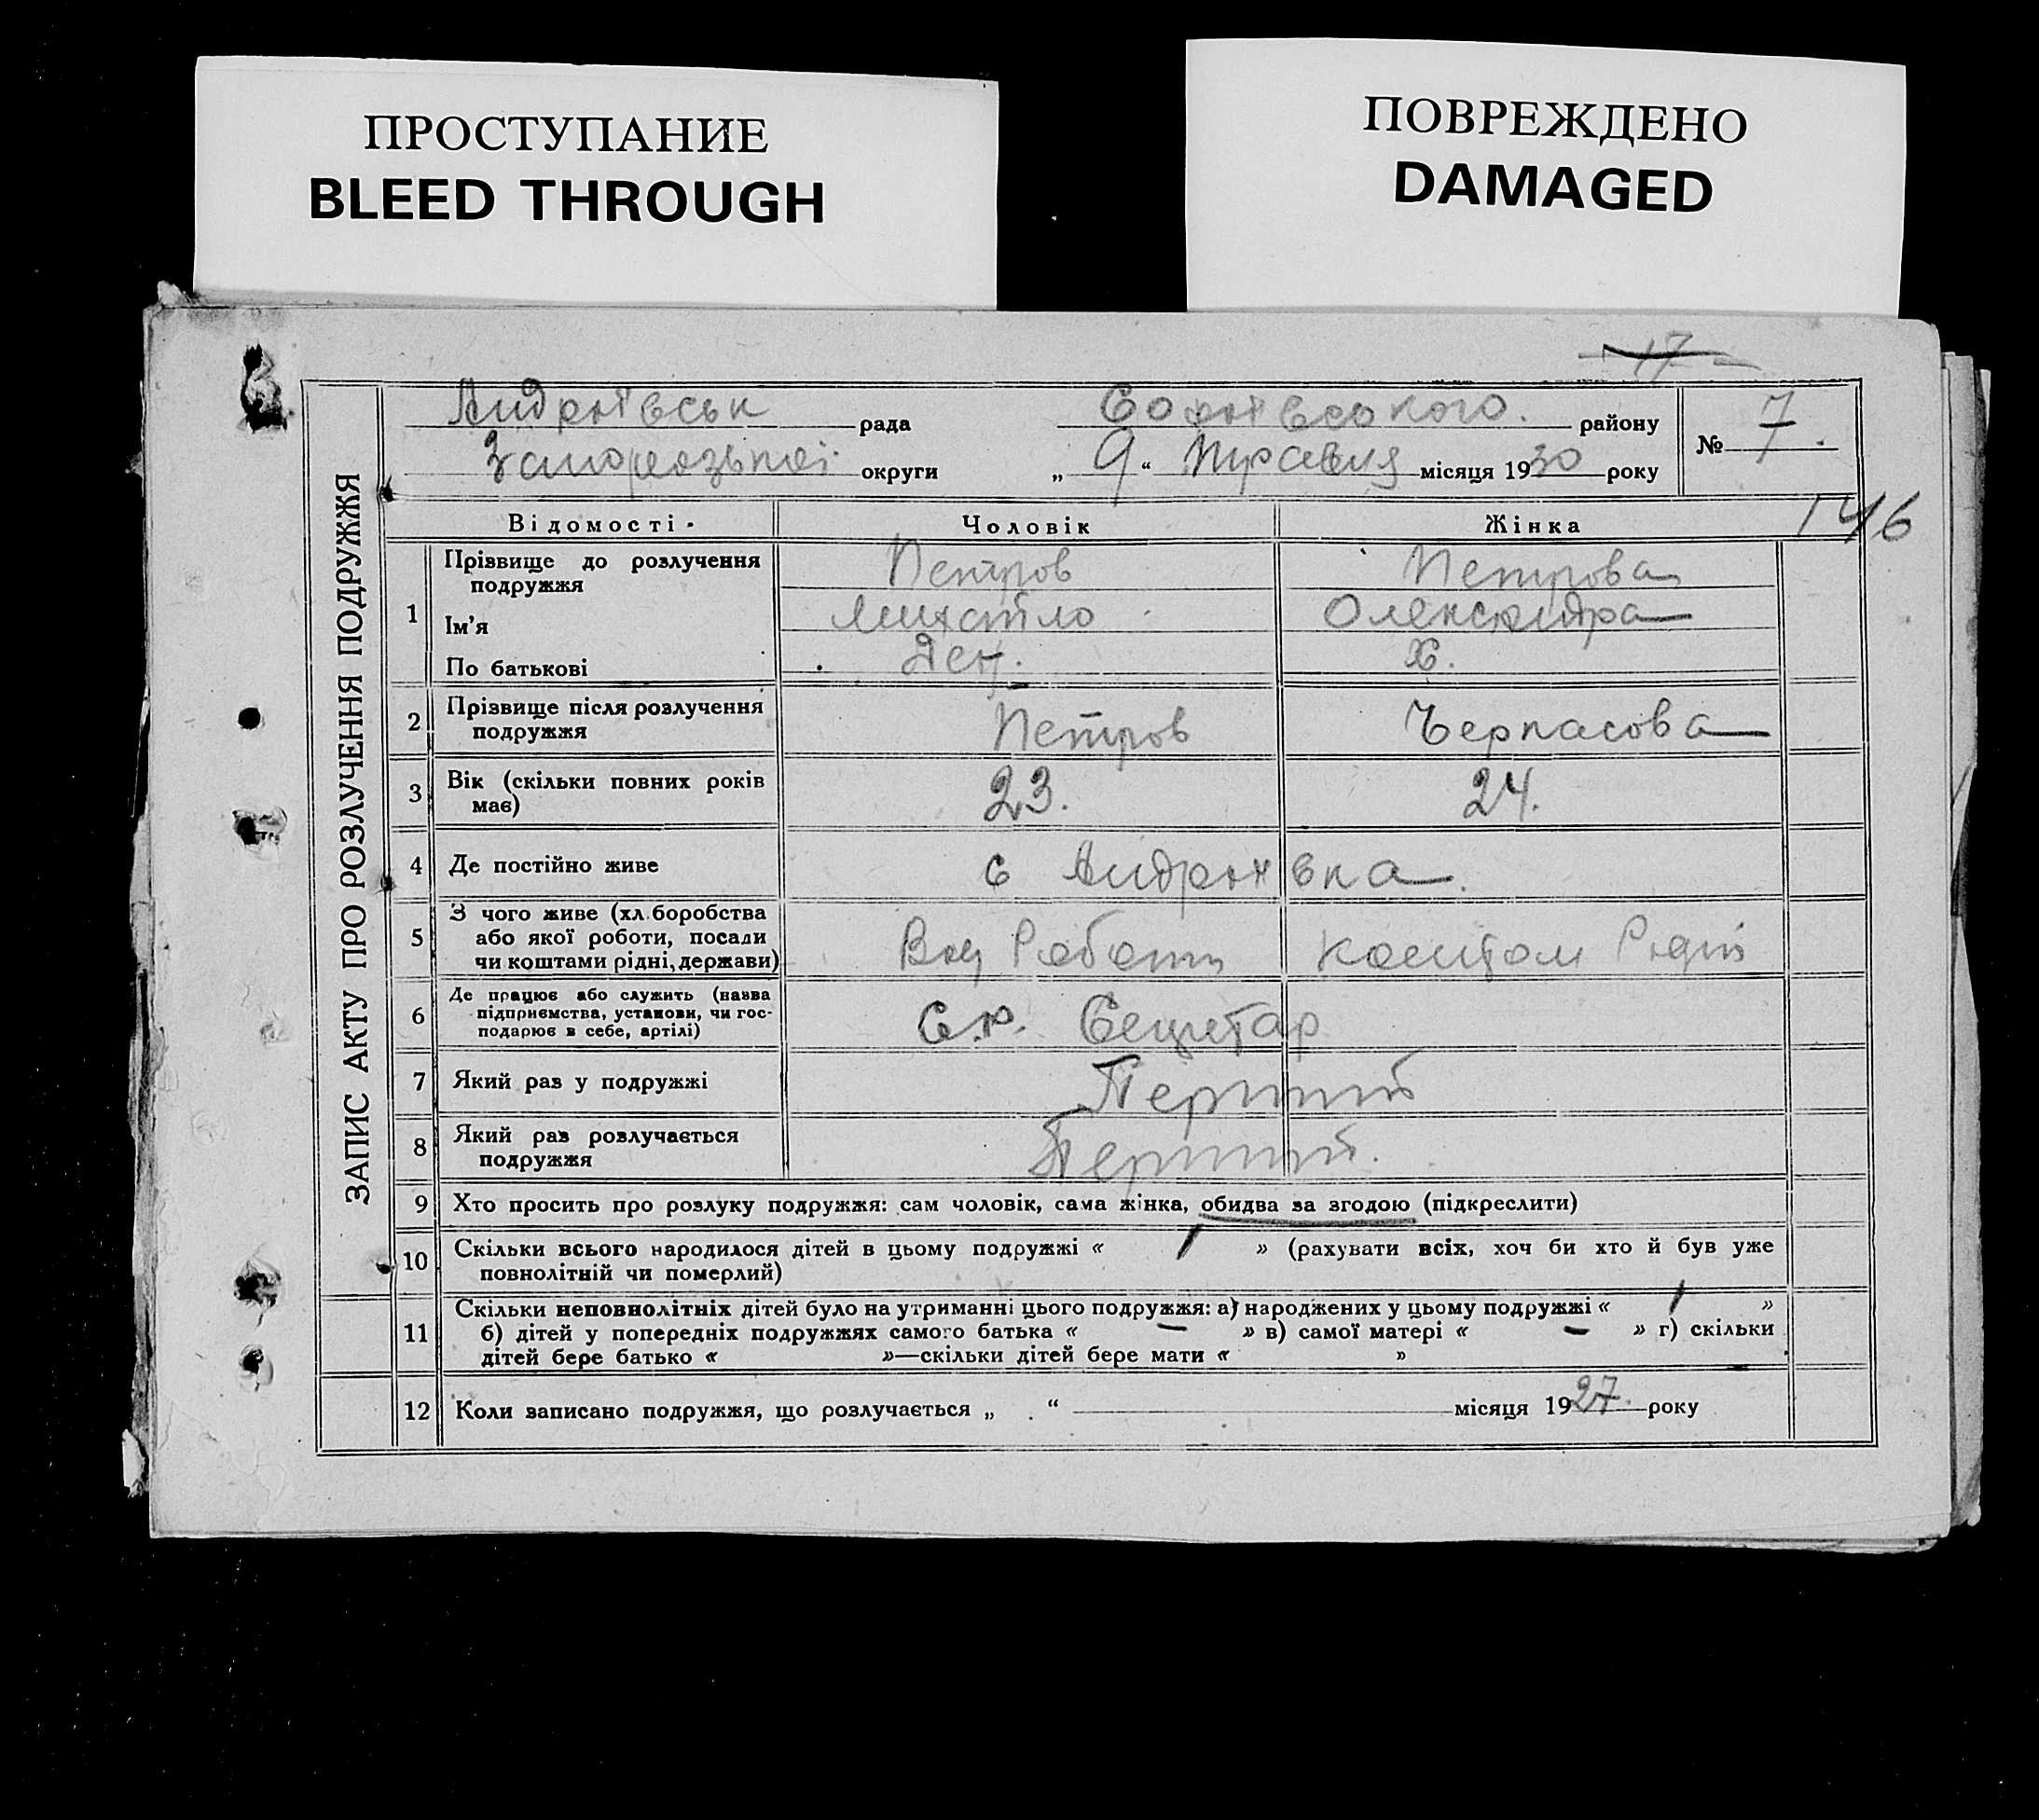 ПРОСТУПАНИЕ
BLEED THROUGH
ПОВРЕЖДЕНО
DAMAGED
17
ЗАПИС АКТУ ПРО РОЗЛУЧЕННЯ ПОДРУЖЖЯ
рада району
№ 7.
округи „ 9 “ Травня місяця 1930 року
146
Відомості Чоловік Жінка
1 Прізвище до розлучення Петров Петрова
подружжя
Ім'я Михайло Олександра
По батькові Х.
2 Прізвище після розлучення Петров Черкасова
подружжя
3 Вік (скільки повних років 23. 24.
має)
4 Де постійно живе с
5 З чого живе (хл.боробства
або якої роботи, посади
чи коштами рідні, держави)
6 Де працює або служить (назва
підприємства, установи, чи гос-
подарює в себе, артілі)
7 Який раз у подружжі Перший
8 Який раз розлучається Перший.
подружжя
9 Хто просить про розлуку подружжя: сам чоловік, сама жінка, обидва за згодою (підкреслити)
10 Скільки всього народилося дітей в цьому подружжі « 1 » (рахувати всіх, хоч би хто й був уже
повнолітній чи померлий)
11 Скільки неповнолітніх дітей було на утриманні цього подружжя: а) народжених у цьому подружжі « 1 »
б) дітей у попередніх подружжях самого батька « — » в) самої матері « — » г) скільки
дітей бере батько « »—скільки дітей бере мати « »
12 Коли записано подружжя, що розлучається „ “ місяця 1927. року